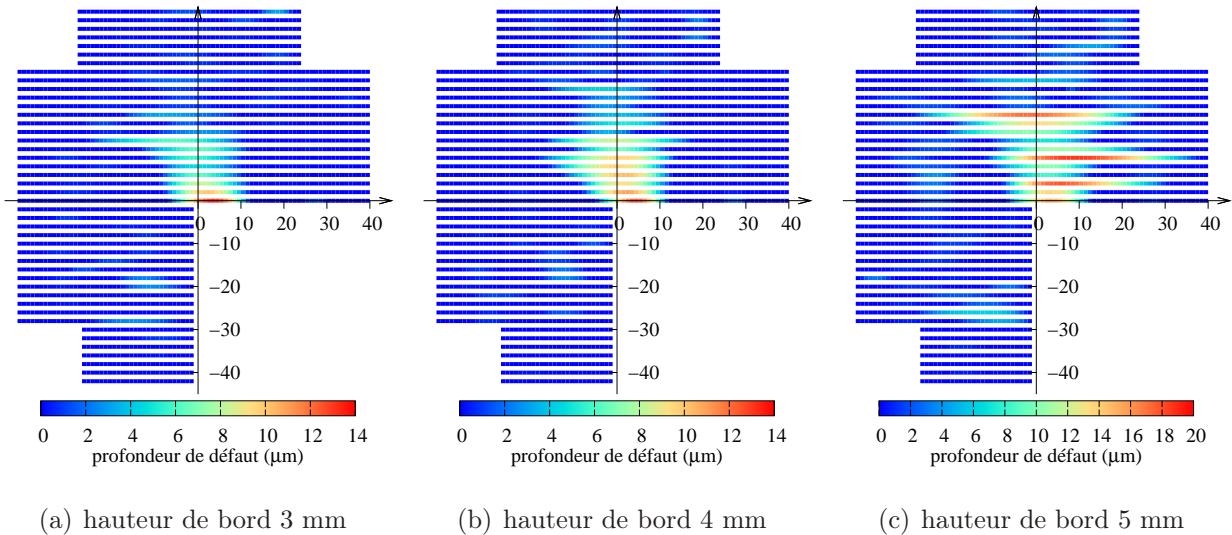 0 10 20 30 40
−10
−20
−30
−40
0 2 4 6 8 10 12 14
profondeur de défaut (μm)
(a) hauteur de bord 3 mm
0 10 20 30 40
−10
−20
−30
−40
0 2 4 6 8 10 12 14
profondeur de défaut (μm)
(b) hauteur de bord 4 mm
0 10 20 30 40
−10
−20
−30
−40
0 2 4 6 8 10 12 14 16 18 20
profondeur de défaut (μm)
(c) hauteur de bord 5 mm